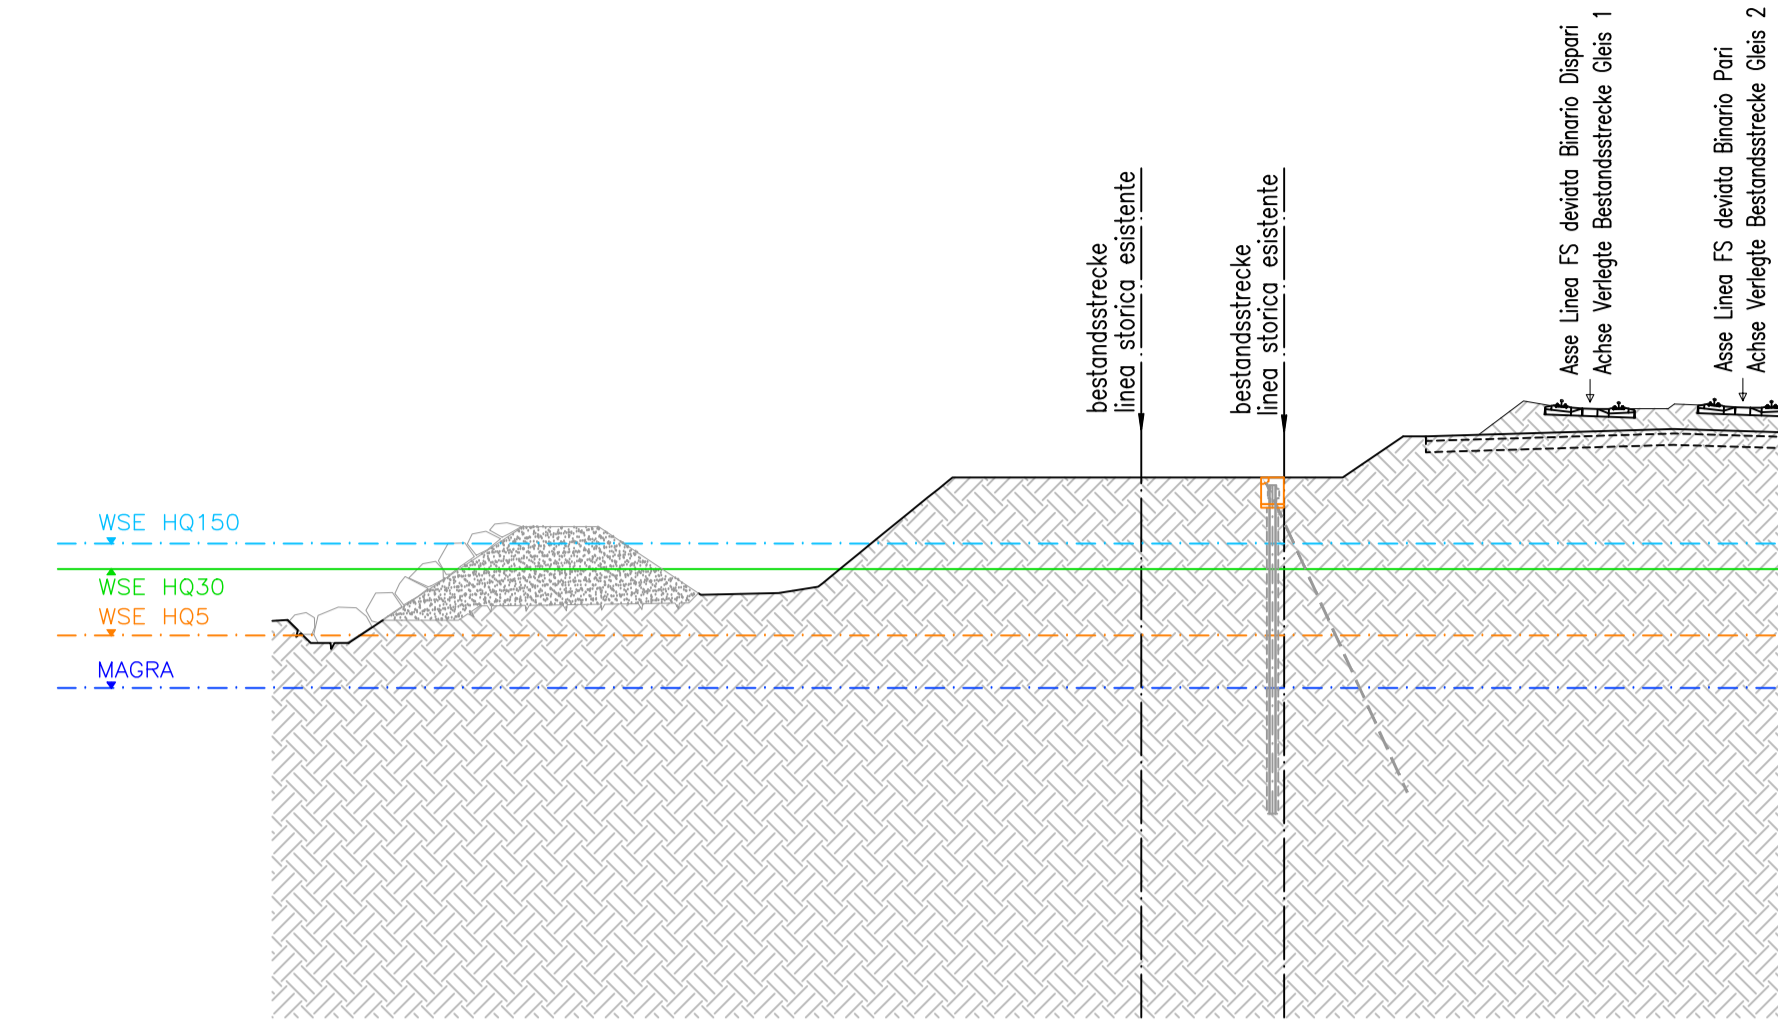 Asse Linea FS deviata Binario Dispari
Achse Verlegte Bestandsstrecke Gleis 1
Asse Linea FS deviata Binario Pari
Achse Verlegte Bestandsstrecke Gleis 2
bestandsstrecke
linea storica esistente
bestandsstrecke
linea storica esistente
WSE HQ150
WSE HQ30
WSE HQ5
MAGRA